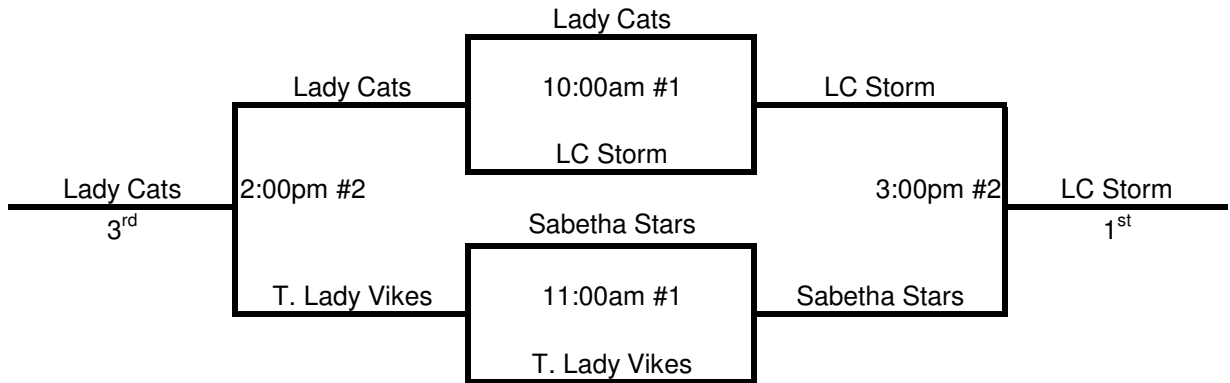 Lady Cats
Lady Cats 10:00am #1 LC Storm
LC Storm
Lady Cats 2:00pm #2 3:00pm #2 LC Storm
3rd 1st
Sabetha Stars
T. Lady Vikes 11:00am #1 Sabetha Stars
T. Lady Vikes